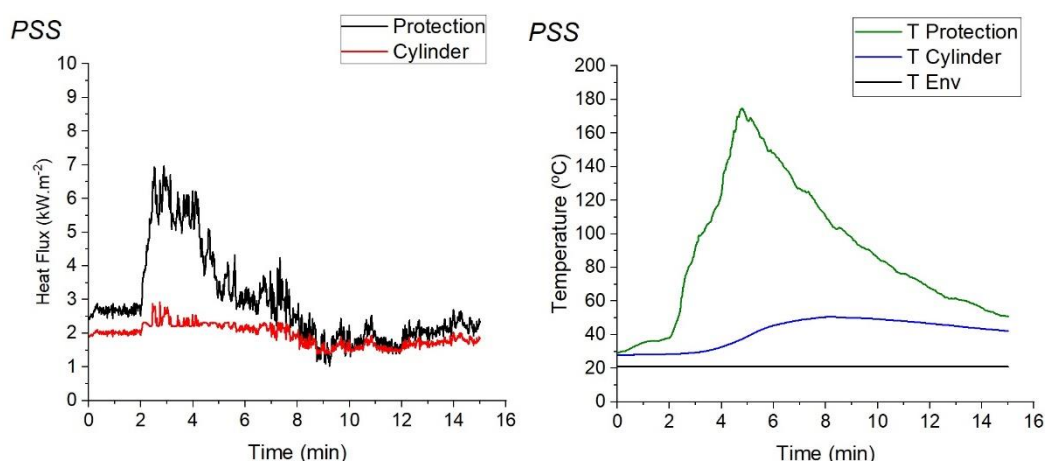 PSS
Protection
Cylinder
10
9
8
7
6
5
4
3
2
1
0
Heat Flux (kW.m-2)
0 2 4 6 8 10 12 14 16
Time (min)
PSS
T Protection
T Cylinder
T Env
200
180
160
140
120
100
80
60
40
20
0
Temperature (ºC)
0 2 4 6 8 10 12 14 16
Time (min)